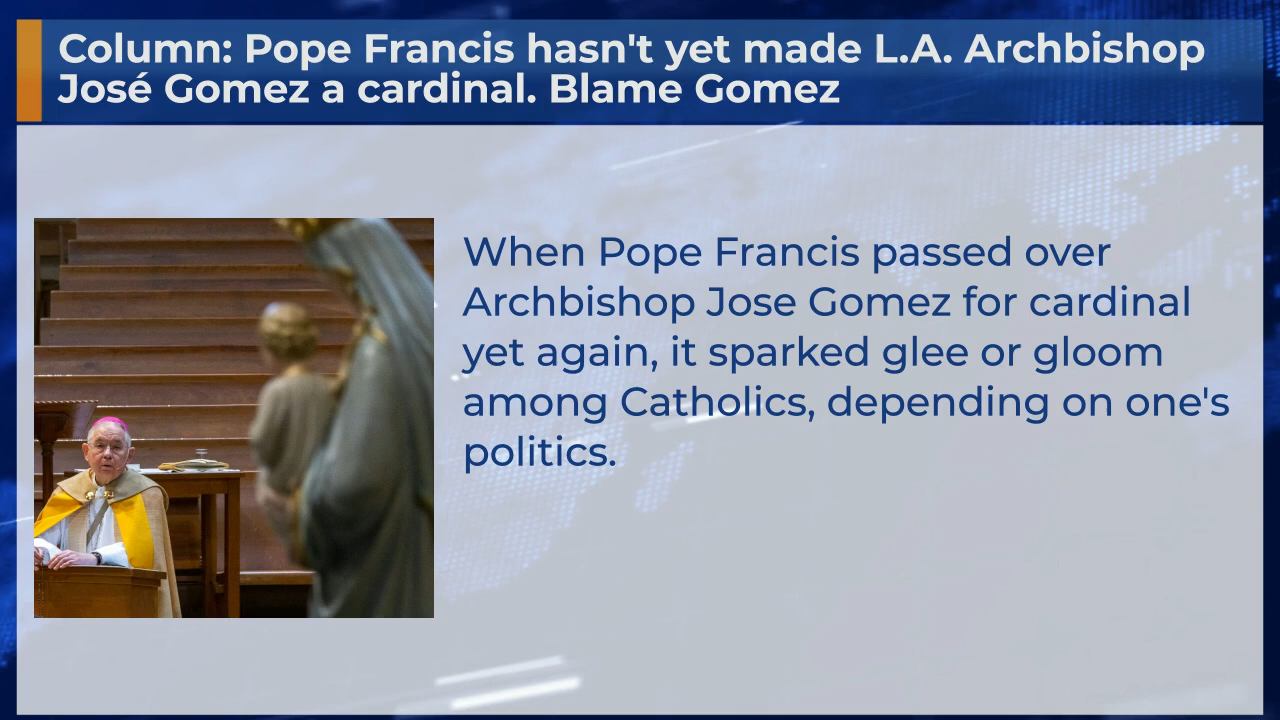 Column: Pope Francis hasn't yet made L.A. Archbishop
José Gomez a cardinal. Blame Gomez
When Pope Francis passed over
Archbishop Jose Gomez for cardinal
yet again, it sparked glee or gloom
among Catholics, depending on one's
politics.